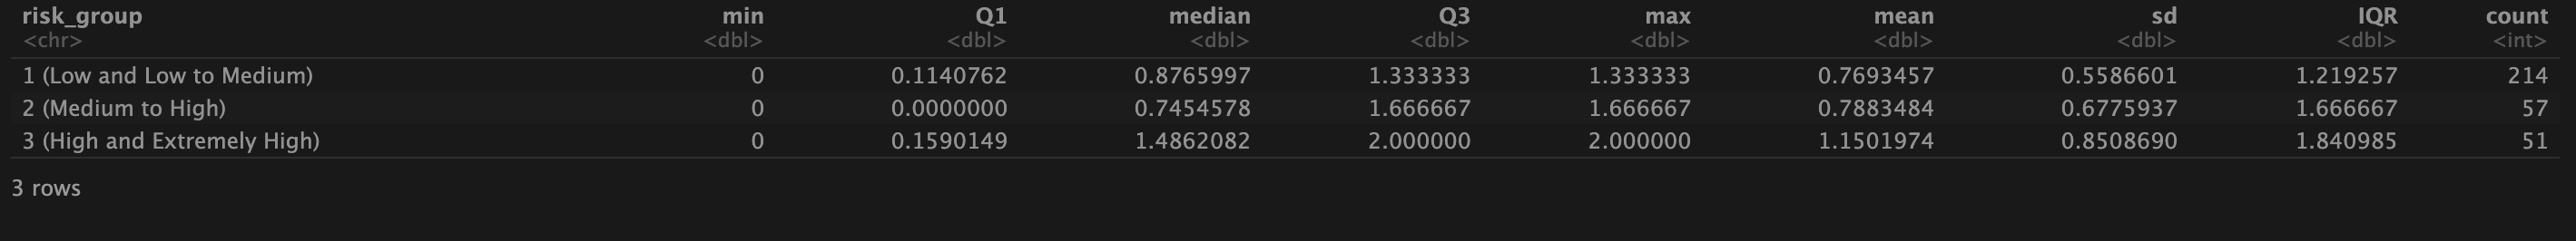 risk_group min Q1 median Q3 max mean sd IQR count
<chr> <dbl> <dbl> <dbl> <dbl> <dbl> <dbl> <dbl> <dbl> <int>
1 (Low and Low to Medium) 0 0.1140762 0.8765997 1.333333 1.333333 0.7693457 0.5586601 1.219257 214
2 (Medium to High) 0 0.0000000 0.7454578 1.666667 1.666667 0.7883484 0.6775937 1.666667 57
3 (High and Extremely High) 0 0.1590149 1.4862082 2.000000 2.000000 1.1501974 0.8508690 1.840985 51
3 rows